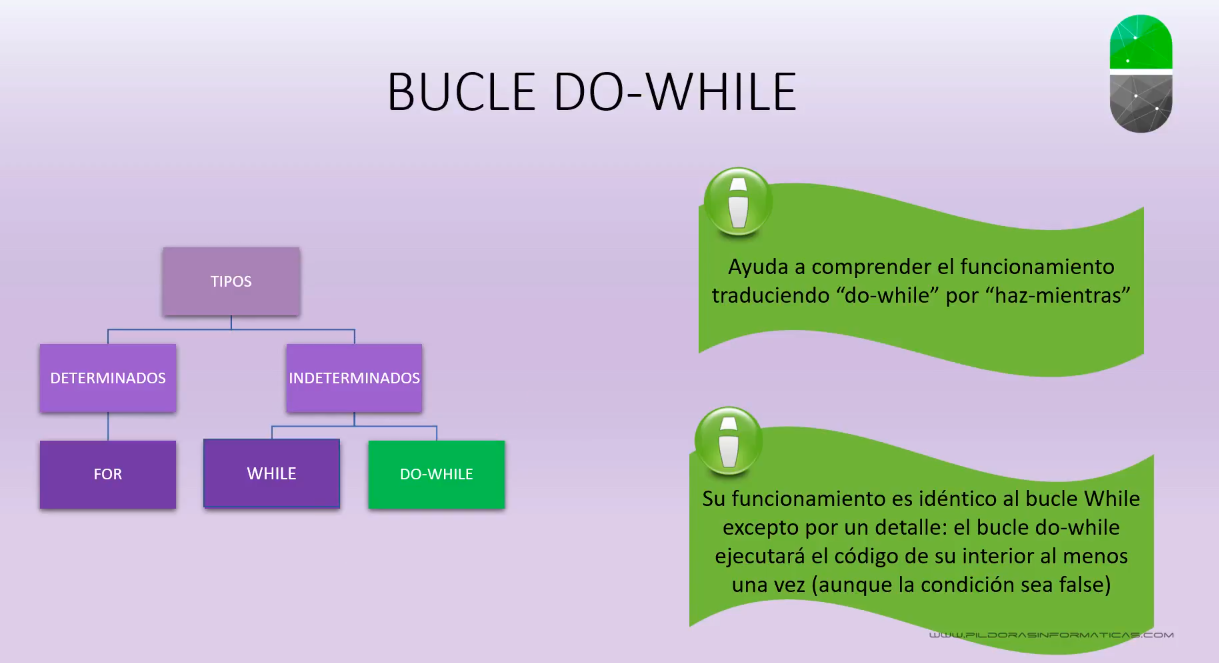 BUCLE DO-WHILE
TIPOS
DETERMINADOS
INDETERMINADOS
FOR
WHILE
DO-WHILE
Ayuda a comprender el funcionamiento
traduciendo “do-while” por “haz-mientras”
Su funcionamiento es idéntico al bucle While
excepto por un detalle: el bucle do-while
ejecutará el código de su interior al menos
una vez (aunque la condición sea false)
WWW.PILDORASINFORMATICAS.COM